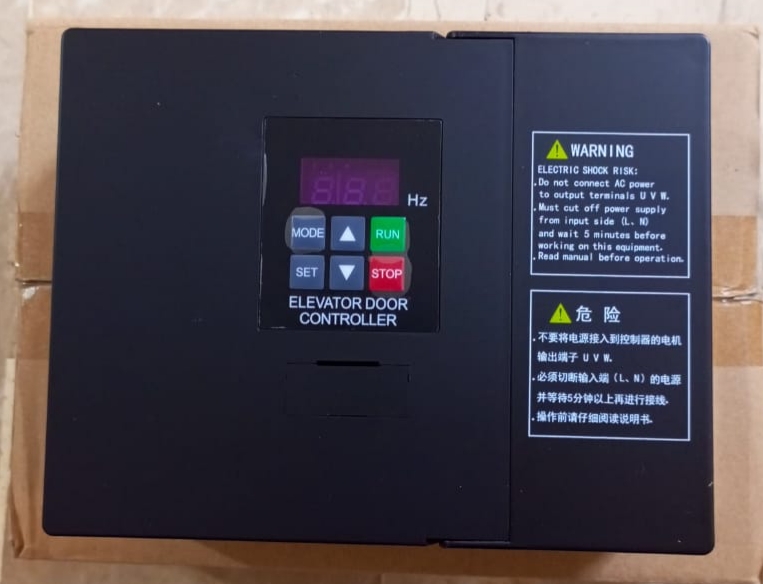 Hz
MODE
RUN
SET
STOP
ELEVATOR DOOR
CONTROLLER
WARNING
ELECTRIC SHOCK RISK:
.Do not connect AC power
to output terminals U V W.
.Must cut off power supply
from input side (L、N)
and wait 5 minutes before
working on this equipment.
.Read manual before operation.
危 险
.不要将电源接入到控制器的电机
输出端子 U V W.
.必须切断输入端（L、N）的电源
并等待5分钟以上再进行接线.
.操作前请仔细阅读说明书.